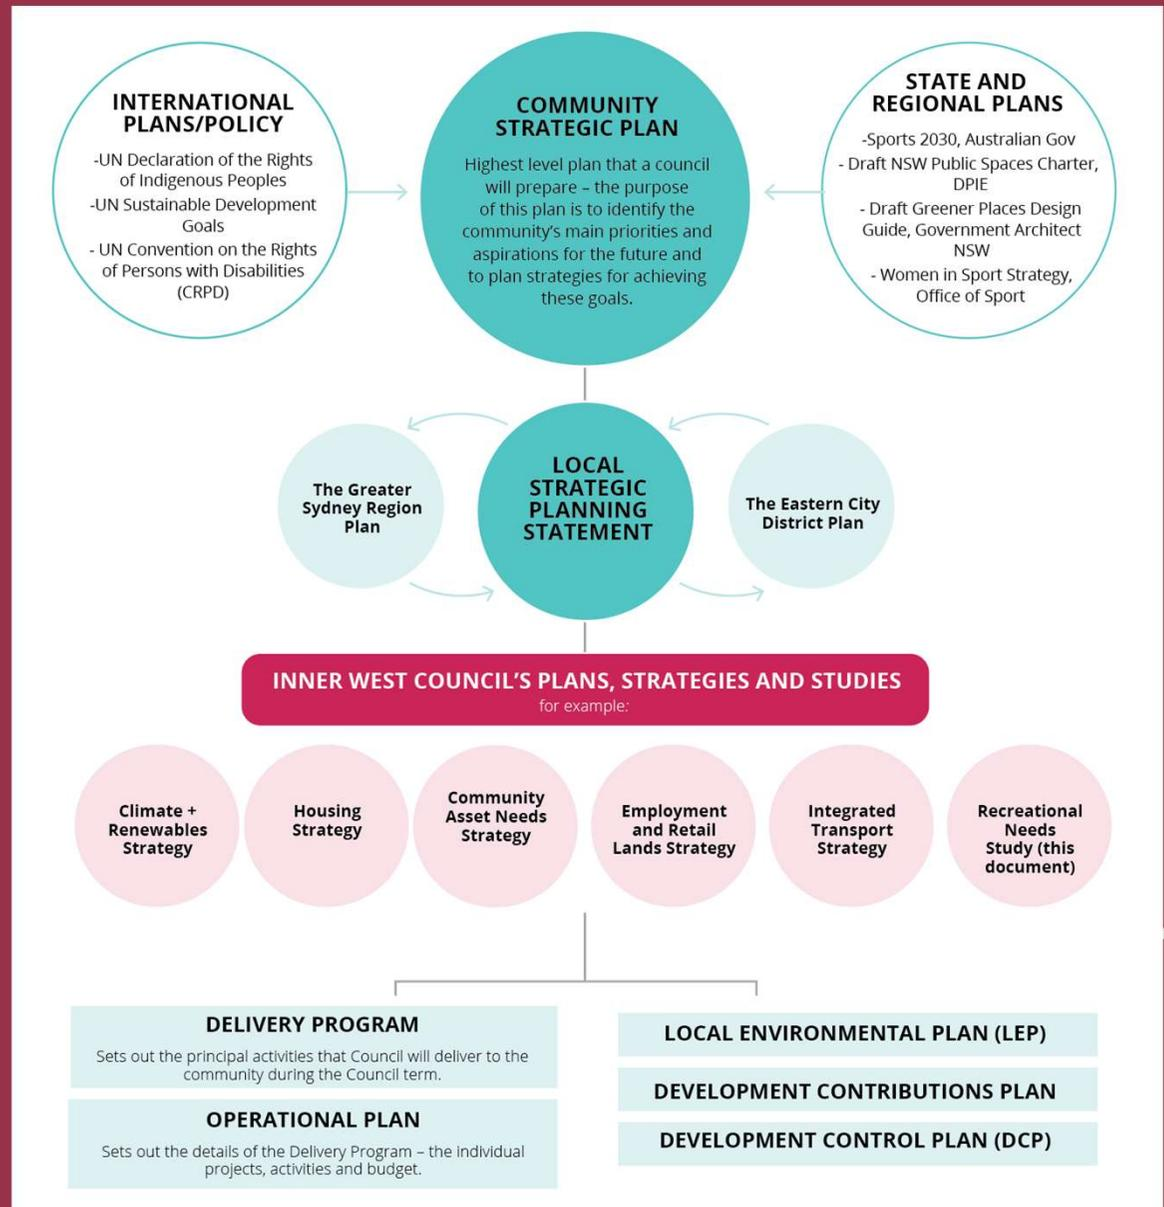 INTERNATIONAL
PLANS/POLICY
-UN Declaration of the Rights
of Indigenous Peoples
-UN Sustainable Development
Goals
- UN Convention on the Rights
of Persons with Disabilities
(CRPD)
COMMUNITY
STRATEGIC PLAN
Highest level plan that a council
will prepare – the purpose
of this plan is to identify the
community’s main priorities and
aspirations for the future and
to plan strategies for achieving
these goals.
STATE AND
REGIONAL PLANS
-Sports 2030, Australian Gov
- Draft NSW Public Spaces Charter,
DPIE
- Draft Greener Places Design
Guide, Government Architect
NSW
- Women in Sport Strategy,
Office of Sport
The Greater
Sydney Region
Plan
LOCAL
STRATEGIC
PLANNING
STATEMENT
The Eastern City
District Plan
INNER WEST COUNCIL’S PLANS, STRATEGIES AND STUDIES
for example:
Climate +
Renewables
Strategy
Housing
Strategy
Community
Asset Needs
Strategy
Employment
and Retail
Lands Strategy
Integrated
Transport
Strategy
Recreational
Needs
Study (this
document)
DELIVERY PROGRAM
Sets out the principal activities that Council will deliver to the
community during the Council term.
OPERATIONAL PLAN
Sets out the details of the Delivery Program – the individual
projects, activities and budget.
LOCAL ENVIRONMENTAL PLAN (LEP)
DEVELOPMENT CONTRIBUTIONS PLAN
DEVELOPMENT CONTROL PLAN (DCP)